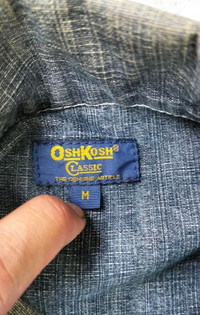 OSHKOSH®
CLASSIC
THE GENUINE ARTICLE
M